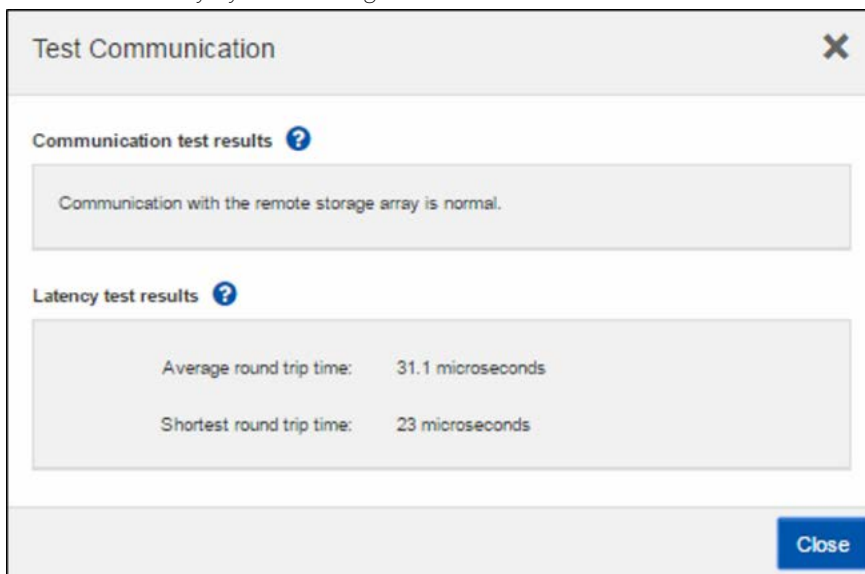 Test Communication
Communication test results
Communication with the remote storage array is normal.
Latency test results
Average round trip time: 31.1 microseconds
Shortest round trip time: 23 microseconds
Close